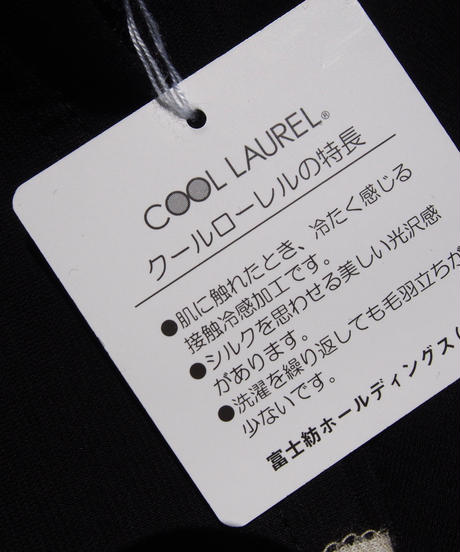 COOL LAUREL®
クールローレルの特長
●肌に触れたとき、冷たく感じる
接触冷感加工です。
●シルクを思わせる美しい光沢感
があります。
●洗濯を繰り返しても毛羽立ちが
少ないです。
富士紡ホールディングス(